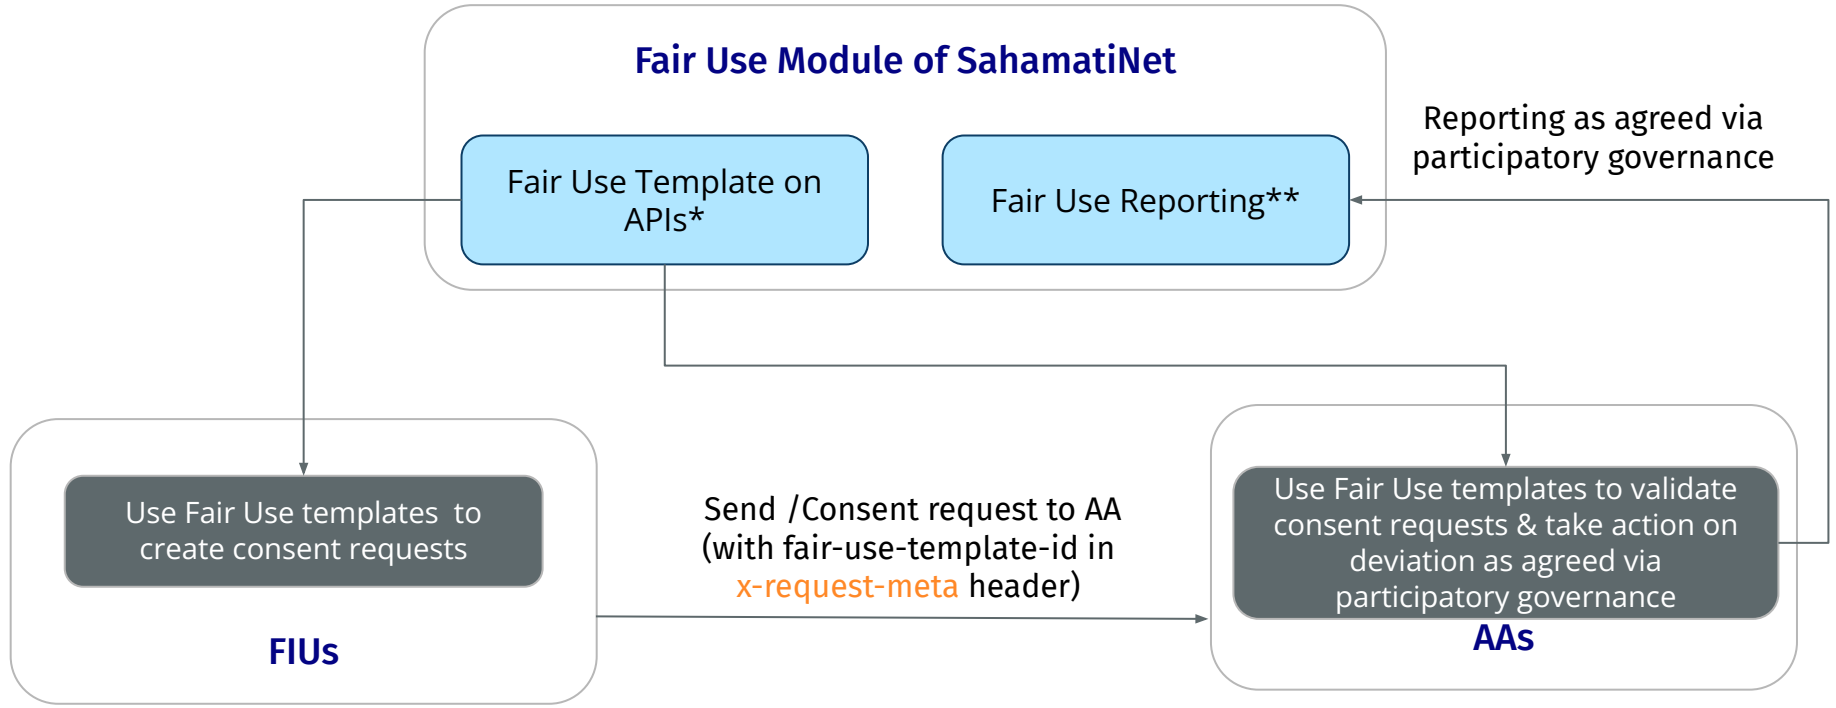 Fair Use Module of SahamatiNet
Fair Use Template on
APIs*
Fair Use Reporting**
Reporting as agreed via
participatory governance
Use Fair Use templates to
create consent requests
FIUs
Send /Consent request to AA
(with fair-use-template-id in
x-request-meta header)
Use Fair Use templates to validate
consent requests & take action on
deviation as agreed via
participatory governance
AAs